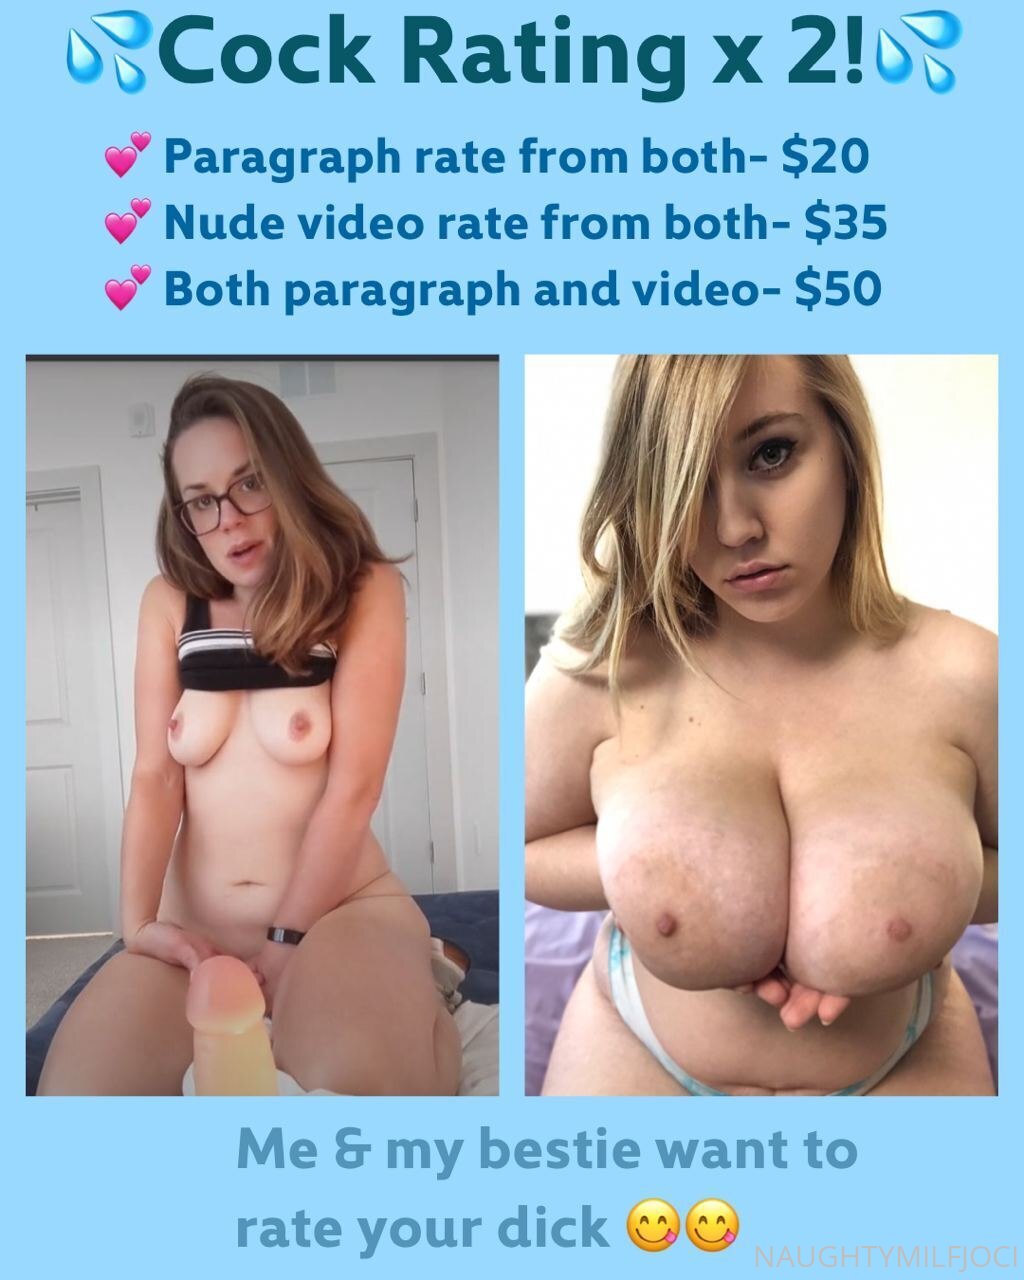 💦Cock Rating x 2!💦
💕 Paragraph rate from both- $20
💕 Nude video rate from both- $35
💕 Both paragraph and video- $50
Me & my bestie want to
rate your dick 😋😋
NAUGHTYMILFJOCI